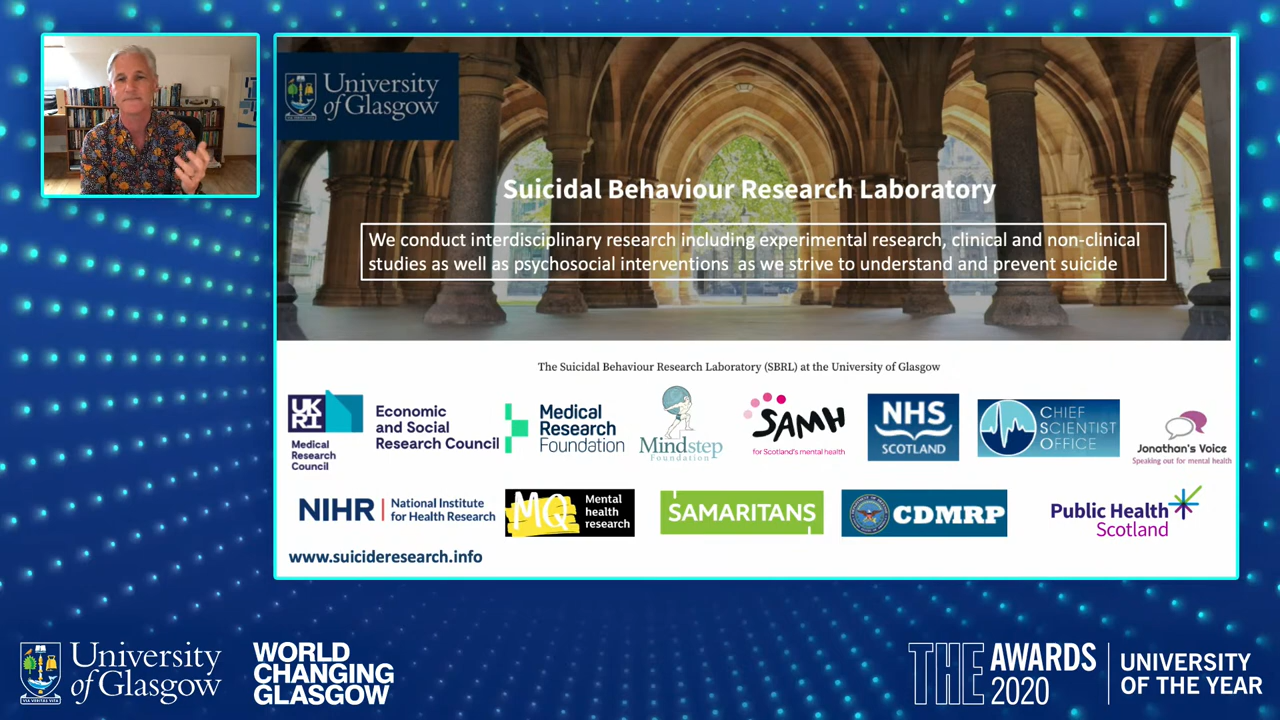 University
of Glasgow
Suicidal Behaviour Research Laboratory
We conduct interdisciplinary research including experimental research, clinical and non-clinical
studies as well as psychosocial interventions as we strive to understand and prevent suicide
The Suicidal Behaviour Research Laboratory (SBRL) at the University of Glasgow
UK
RI
Medical
Research
Council
Economic
and Social
Research Council
Medical
Research
Foundation
Mindstep
Foundation
SAMH
for Scotland's mental health
NHS
SCOTLAND
CHIEF
SCIENTIST
OFFICE
Jonathan's Voice
Speaking out for mental health
NIHR
National Institute
for Health Research
MQ
Mental
health
research
SAMARITANS
CDMRP
Public Health
Scotland
www.suicideresearch.info
University
of Glasgow
VIA VERITAS VITA
WORLD
CHANGING
GLASGOW
THE
AWARDS
2020
UNIVERSITY
OF THE YEAR